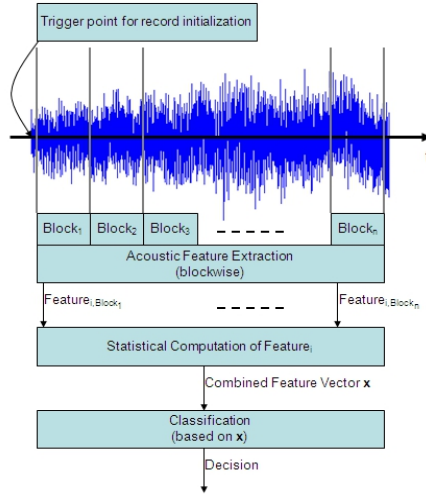 Trigger point for record initialization
Block₁ Block₂ Block₃ Blockₙ
Acoustic Feature Extraction
(blockwise)
Featureᵢ,Block₁ Featureᵢ,Blockₙ
Statistical Computation of Featureᵢ
Combined Feature Vector x
Classification
(based on x)
Decision